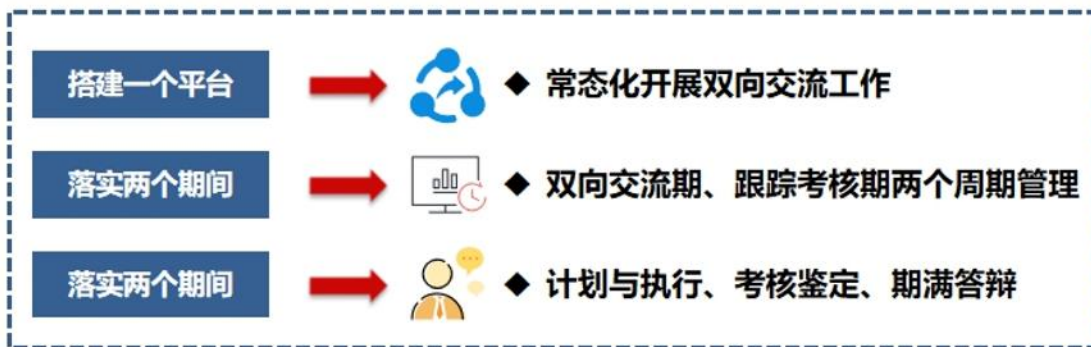 搭建一个平台 ◆ 常态化开展双向交流工作
落实两个期间 ◆ 双向交流期、跟踪考核期两个周期管理
落实两个期间 ◆ 计划与执行、考核鉴定、期满答辩